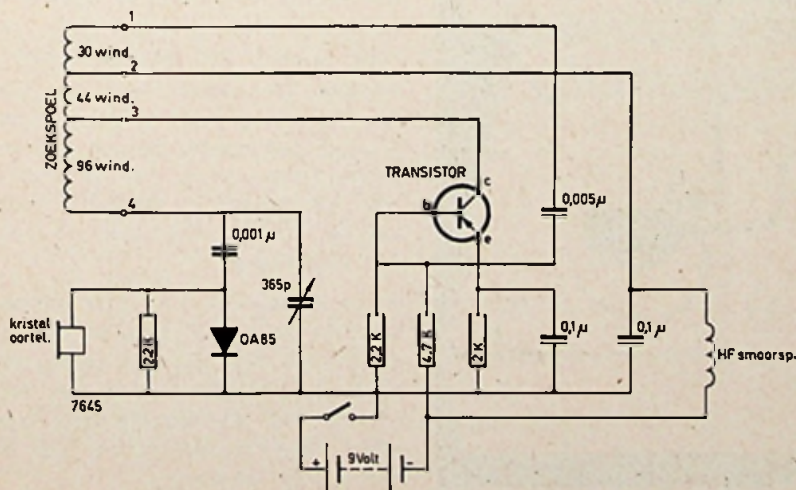 1
30 wind.
2
44 wind.
3
ZOEKSPOEL
96 wind.
4
TRANSISTOR
c
b
e
0,005µ
0,001µ
365p
kristal
oortel.
2,2K
OA85
2,2K
4,7K
2K
0,1µ
0,1µ
HF smoorsp.
7645
+ 9Volt -